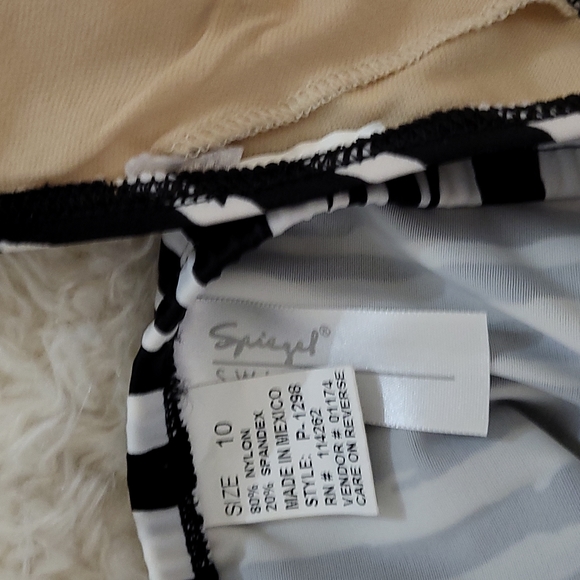 Spiegel®
SIZE 10
80% NYLON
20% SPANDEX
MADE IN MEXICO
STYLE: P-1298
RN # 114262
VENDOR # 01174
CARE ON REVERSE